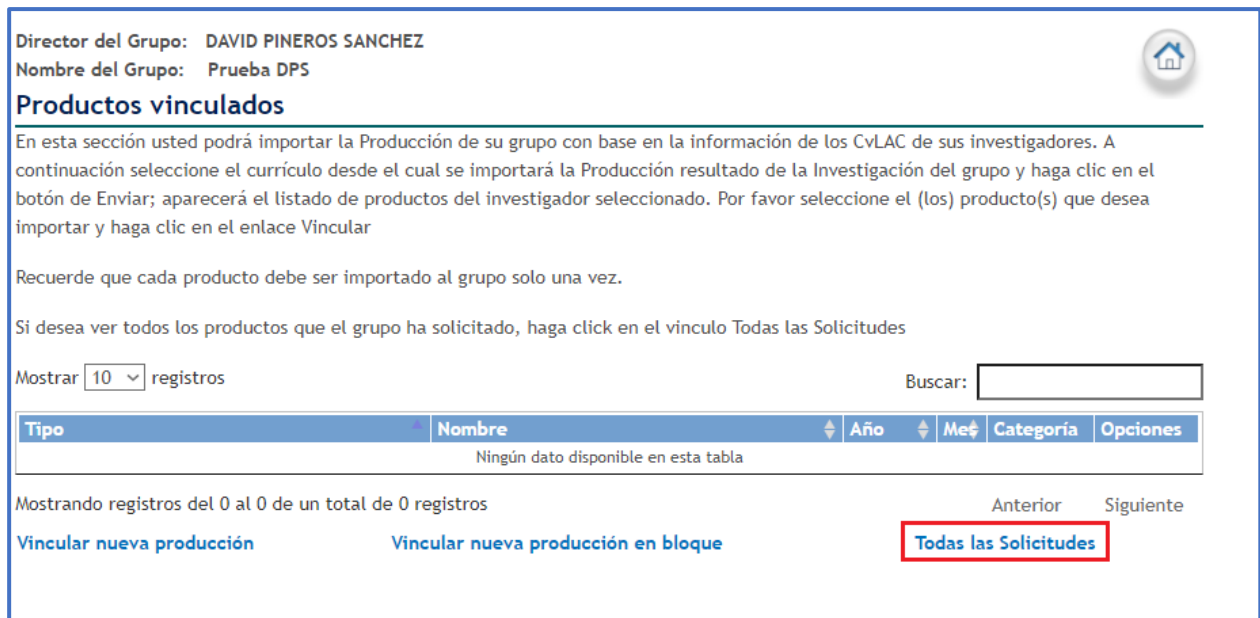 Director del Grupo: DAVID PINEROS SANCHEZ
Nombre del Grupo: Prueba DPS
Productos vinculados
En esta sección usted podrá importar la Producción de su grupo con base en la información de los CvLAC de sus investigadores. A
continuación seleccione el currículo desde el cual se importará la Producción resultado de la Investigación del grupo y haga clic en el
botón de Enviar; aparecerá el listado de productos del investigador seleccionado. Por favor seleccione el (los) producto(s) que desea
importar y haga clic en el enlace Vincular
Recuerde que cada producto debe ser importado al grupo solo una vez.
Si desea ver todos los productos que el grupo ha solicitado, haga click en el vinculo Todas las Solicitudes
Mostrar 10 registros Buscar:
Tipo Nombre Año Mes Categoría Opciones
Ningún dato disponible en esta tabla
Mostrando registros del 0 al 0 de un total de 0 registros Anterior Siguiente
Vincular nueva producción Vincular nueva producción en bloque Todas las Solicitudes